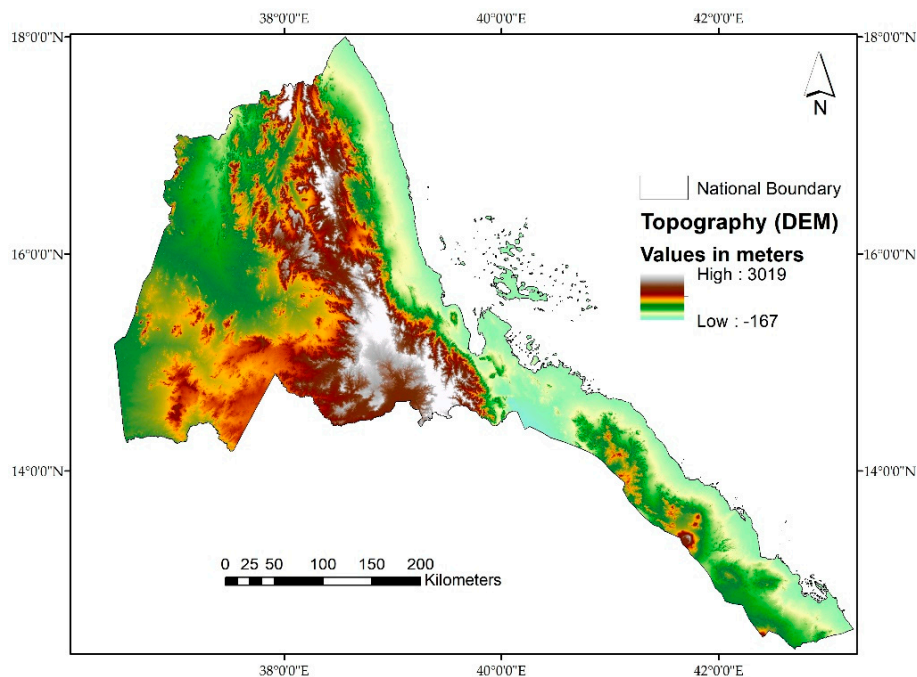 38°0'0"E 40°0'0"E 42°0'0"E
18°0'0"N 18°0'0"N
N
National Boundary
Topography (DEM)
Values in meters
High : 3019
Low : -167
16°0'0"N 16°0'0"N
14°0'0"N 14°0'0"N
0 25 50 100 150 200
Kilometers
38°0'0"E 40°0'0"E 42°0'0"E